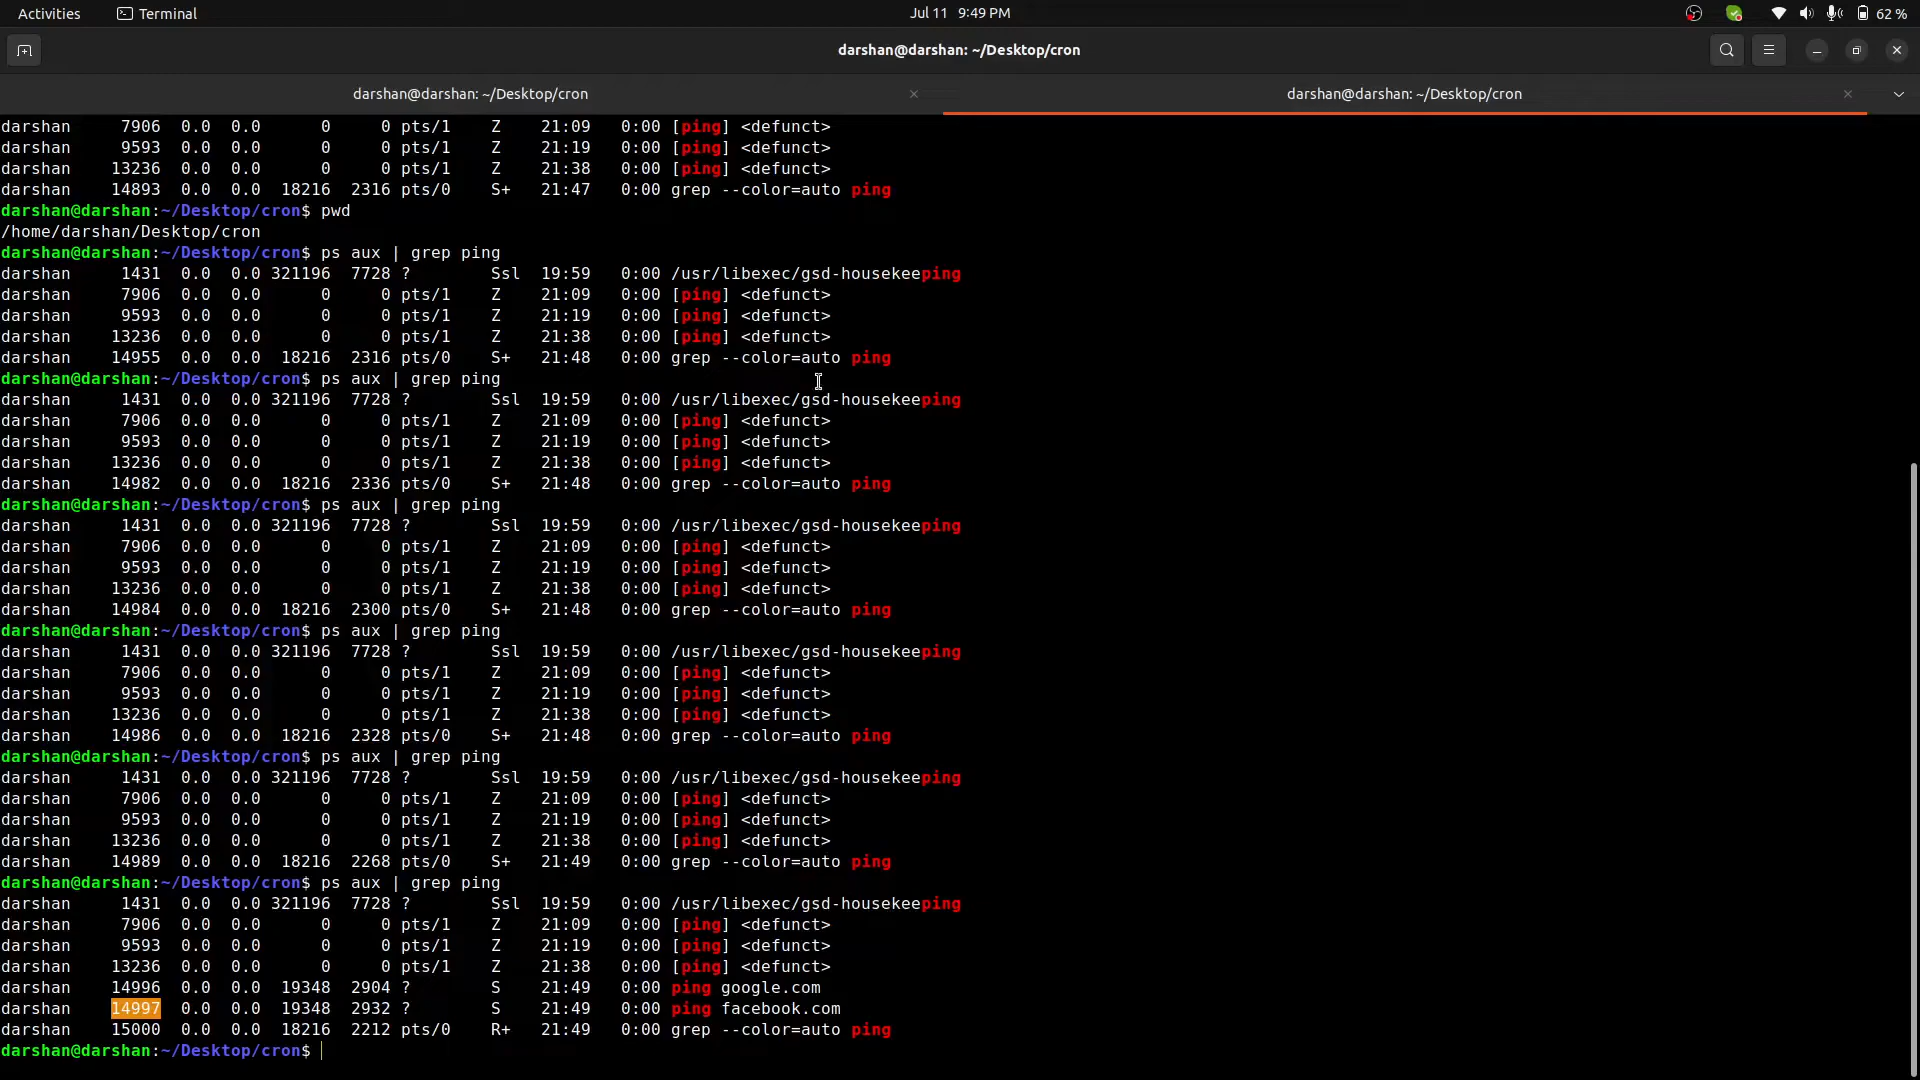 Activities Terminal Jul 11 9:49 PM 62 %
darshan@darshan: ~/Desktop/cron
darshan@darshan: ~/Desktop/cron darshan@darshan: ~/Desktop/cron
darshan 7906 0.0 0.0 0 0 pts/1 Z 21:09 0:00 [ping] <defunct>
darshan 9593 0.0 0.0 0 0 pts/1 Z 21:19 0:00 [ping] <defunct>
darshan 13236 0.0 0.0 0 0 pts/1 Z 21:38 0:00 [ping] <defunct>
darshan 14893 0.0 0.0 18216 2316 pts/0 S+ 21:47 0:00 grep --color=auto ping
darshan@darshan:~/Desktop/cron$ pwd
/home/darshan/Desktop/cron
darshan@darshan:~/Desktop/cron$ ps aux | grep ping
darshan 1431 0.0 0.0 321196 7728 ? Ssl 19:59 0:00 /usr/libexec/gsd-housekeeping
darshan 7906 0.0 0.0 0 0 pts/1 Z 21:09 0:00 [ping] <defunct>
darshan 9593 0.0 0.0 0 0 pts/1 Z 21:19 0:00 [ping] <defunct>
darshan 13236 0.0 0.0 0 0 pts/1 Z 21:38 0:00 [ping] <defunct>
darshan 14955 0.0 0.0 18216 2316 pts/0 S+ 21:48 0:00 grep --color=auto ping
darshan@darshan:~/Desktop/cron$ ps aux | grep ping
darshan 1431 0.0 0.0 321196 7728 ? Ssl 19:59 0:00 /usr/libexec/gsd-housekeeping
darshan 7906 0.0 0.0 0 0 pts/1 Z 21:09 0:00 [ping] <defunct>
darshan 9593 0.0 0.0 0 0 pts/1 Z 21:19 0:00 [ping] <defunct>
darshan 13236 0.0 0.0 0 0 pts/1 Z 21:38 0:00 [ping] <defunct>
darshan 14982 0.0 0.0 18216 2336 pts/0 S+ 21:48 0:00 grep --color=auto ping
darshan@darshan:~/Desktop/cron$ ps aux | grep ping
darshan 1431 0.0 0.0 321196 7728 ? Ssl 19:59 0:00 /usr/libexec/gsd-housekeeping
darshan 7906 0.0 0.0 0 0 pts/1 Z 21:09 0:00 [ping] <defunct>
darshan 9593 0.0 0.0 0 0 pts/1 Z 21:19 0:00 [ping] <defunct>
darshan 13236 0.0 0.0 0 0 pts/1 Z 21:38 0:00 [ping] <defunct>
darshan 14984 0.0 0.0 18216 2300 pts/0 S+ 21:48 0:00 grep --color=auto ping
darshan@darshan:~/Desktop/cron$ ps aux | grep ping
darshan 1431 0.0 0.0 321196 7728 ? Ssl 19:59 0:00 /usr/libexec/gsd-housekeeping
darshan 7906 0.0 0.0 0 0 pts/1 Z 21:09 0:00 [ping] <defunct>
darshan 9593 0.0 0.0 0 0 pts/1 Z 21:19 0:00 [ping] <defunct>
darshan 13236 0.0 0.0 0 0 pts/1 Z 21:38 0:00 [ping] <defunct>
darshan 14986 0.0 0.0 18216 2328 pts/0 S+ 21:48 0:00 grep --color=auto ping
darshan@darshan:~/Desktop/cron$ ps aux | grep ping
darshan 1431 0.0 0.0 321196 7728 ? Ssl 19:59 0:00 /usr/libexec/gsd-housekeeping
darshan 7906 0.0 0.0 0 0 pts/1 Z 21:09 0:00 [ping] <defunct>
darshan 9593 0.0 0.0 0 0 pts/1 Z 21:19 0:00 [ping] <defunct>
darshan 13236 0.0 0.0 0 0 pts/1 Z 21:38 0:00 [ping] <defunct>
darshan 14989 0.0 0.0 18216 2268 pts/0 S+ 21:49 0:00 grep --color=auto ping
darshan@darshan:~/Desktop/cron$ ps aux | grep ping
darshan 1431 0.0 0.0 321196 7728 ? Ssl 19:59 0:00 /usr/libexec/gsd-housekeeping
darshan 7906 0.0 0.0 0 0 pts/1 Z 21:09 0:00 [ping] <defunct>
darshan 9593 0.0 0.0 0 0 pts/1 Z 21:19 0:00 [ping] <defunct>
darshan 13236 0.0 0.0 0 0 pts/1 Z 21:38 0:00 [ping] <defunct>
darshan 14996 0.0 0.0 19348 2904 ? S 21:49 0:00 ping google.com
darshan 14997 0.0 0.0 19348 2932 ? S 21:49 0:00 ping facebook.com
darshan 15000 0.0 0.0 18216 2212 pts/0 R+ 21:49 0:00 grep --color=auto ping
darshan@darshan:~/Desktop/cron$